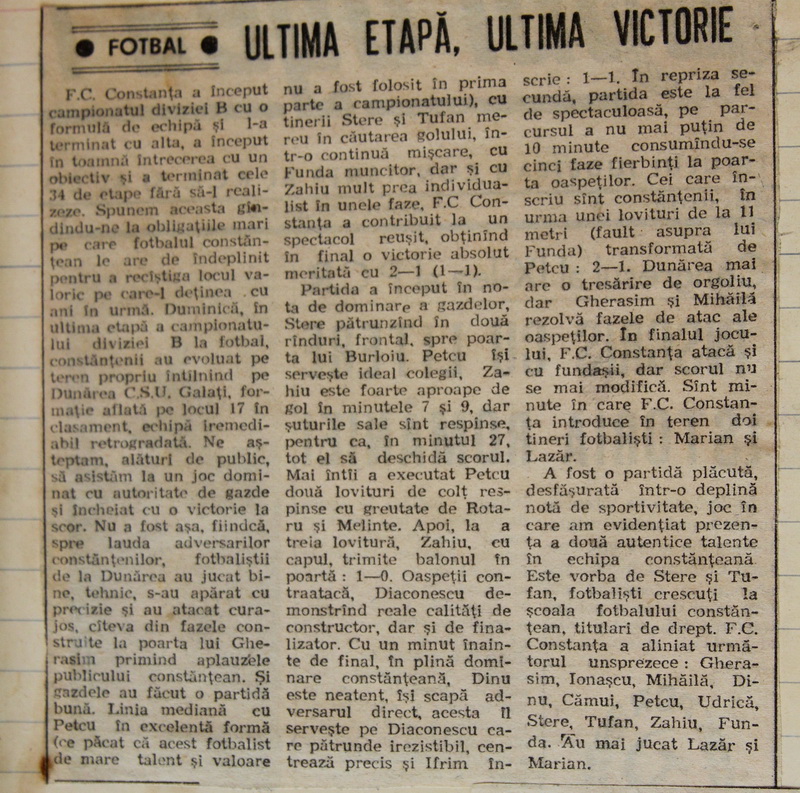 ● FOTBAL ●
ULTIMA ETAPĂ, ULTIMA VICTORIE
F.C. Constanța a început
campionatul diviziei B cu o
formulă de echipă și l-a
terminat cu alta, a început
în toamnă întrecerea cu un
obiectiv și a terminat cele
34 de etape fără să-l reali-
zeze. Spunem aceasta gîn-
dindu-ne la obligațiile mari
pe care fotbalul constăn-
țean le are de îndeplinit
pentru a recîștiga locul va-
loric pe care-l deținea cu
ani în urmă. Duminică, în
ultima etapă a campionatu-
lui diviziei B la fotbal,
constănțenii au evoluat pe
teren propriu întîlnind pe
Dunărea C.S.U. Galați, for-
mație aflată pe locul 17 în
clasament, echipă iremedi-
abil retrogradată. Ne aș-
teptam, alături de public,
să asistăm la un joc domi-
nat cu autoritate de gazde
și încheiat cu o victorie la
scor. Nu a fost așa, fiindcă,
spre lauda adversarilor
constănțenilor, fotbaliștii
de la Dunărea au jucat bi-
ne, tehnic, s-au apărat cu
precizie și au atacat cura-
jos, cîteva din fazele con-
struite la poarta lui Ghe-
rasim primind aplauzele
publicului constănțean. Și
gazdele au făcut o partidă
bună. Linia mediană cu
Petcu în excelentă formă
(ce păcat că acest fotbalist
de mare talent și valoare
nu a fost folosit în prima
parte a campionatului), cu
tinerii Stere și Tufan me-
reu în căutarea golului, în-
tr-o continuă mișcare, cu
Funda muncitor, dar și cu
Zahiu mult prea individua-
list în unele faze, F.C Con-
stanța a contribuit la un
spectacol reușit, obținînd
în final o victorie absolut
meritată cu 2—1 (1—1).
Partida a început în no-
ta de dominare a gazdelor,
Stere pătrunzînd în două
rînduri, frontal, spre poar-
ta lui Burloiu. Petcu își
servește ideal colegii, Za-
hiu este foarte aproape de
gol în minutele 7 și 9, dar
șuturile sale sînt respinse,
pentru ca, în minutul 27,
tot el să deschidă scorul.
Mai întîi a executat Petcu
două lovituri de colț res-
pinse cu greutate de Rota-
ru și Melinte. Apoi, la a
treia lovitură, Zahiu, cu
capul, trimite balonul în
poartă : 1—0. Oaspeții con-
traatacă, Diaconescu de-
monstrînd reale calități de
constructor, dar și de fina-
lizator. Cu un minut înain-
te de final, în plină domi-
nare constănțeană, Dinu
este neatent, își scapă ad-
versarul direct, acesta îl
servește pe Diaconescu ca-
re pătrunde irezistibil, cen-
trează precis și Ifrim în-
scrie : 1—1. În repriza se-
cundă, partida este la fel
de spectaculoasă, pe par-
cursul a nu mai puțin de
10 minute consumîndu-se
cinci faze fierbinți la poar-
ta oaspeților. Cei care în-
scriu sînt constănțenii, în
urma unei lovituri de la 11
metri (fault asupra lui
Funda) transformată de
Petcu : 2—1. Dunărea mai
are o tresărire de orgoliu,
dar Gherasim și Mihăilă
rezolvă fazele de atac ale
oaspeților. În finalul jocu-
lui, F.C. Constanța atacă și
cu fundașii, dar scorul nu
se mai modifică. Sînt mi-
nute în care F.C. Constan-
ța introduce în teren doi
tineri fotbaliști : Marian și
Lazăr.
A fost o partidă plăcută,
desfășurată într-o deplină
notă de sportivitate, joc în
care am evidențiat prezen-
ța a două autentice talente
în echipa constănțeană.
Este vorba de Stere și Tu-
fan, fotbaliști crescuți la
școala fotbalului constăn-
țean, titulari de drept. F.C.
Constanța a aliniat urmă-
torul unsprezece : Ghera-
sim, Ionașcu, Mihăilă, Di-
nu, Cămui, Petcu, Udrică,
Stere, Tufan, Zahiu, Fun-
da. Au mai jucat Lazăr și
Marian.